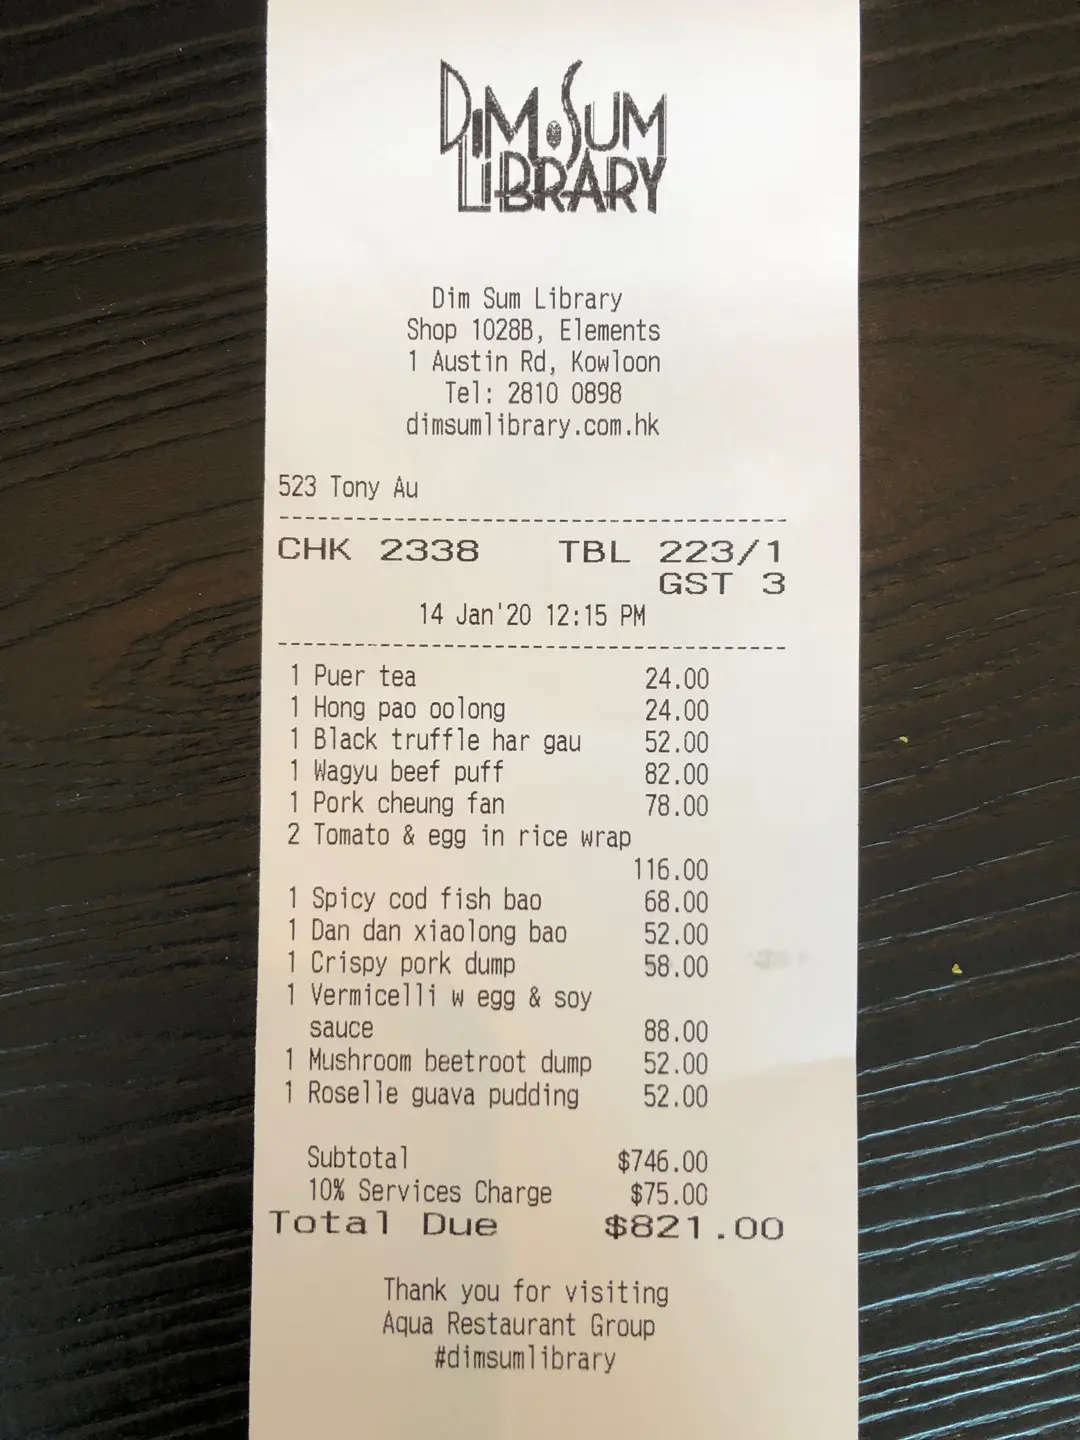 DIM SUM
LIBRARY
Dim Sum Library
Shop 1028B, Elements
1 Austin Rd, Kowloon
Tel: 2810 0898
dimsumlibrary.com.hk
523 Tony Au
CHK 2338 TBL 223/1
GST 3
14 Jan'20 12:15 PM
1 Puer tea 24.00
1 Hong pao oolong 24.00
1 Black truffle har gau 52.00
1 Wagyu beef puff 82.00
1 Pork cheung fan 78.00
2 Tomato & egg in rice wrap
116.00
1 Spicy cod fish bao 68.00
1 Dan dan xiaolong bao 52.00
1 Crispy pork dump 58.00
1 Vermicelli w egg & soy
sauce 88.00
1 Mushroom beetroot dump 52.00
1 Roselle guava pudding 52.00
Subtotal $746.00
10% Services Charge $75.00
Total Due $821.00
Thank you for visiting
Aqua Restaurant Group
#dimsumlibrary